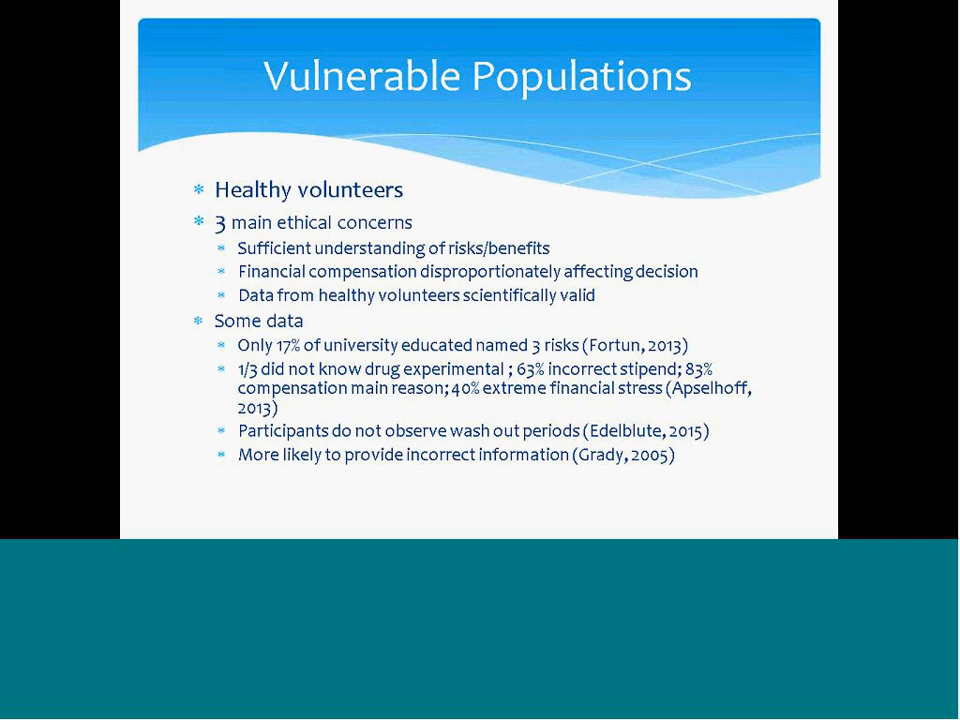 Vulnerable Populations
* Healthy volunteers
* 3 main ethical concerns
* Sufficient understanding of risks/benefits
* Financial compensation disproportionately affecting decision
* Data from healthy volunteers scientifically valid
* Some data
* Only 17% of university educated named 3 risks (Fortun, 2013)
* 1/3 did not know drug experimental ; 63% incorrect stipend; 83%
compensation main reason; 40% extreme financial stress (Apselhoff,
2013)
* Participants do not observe wash out periods (Edelblute, 2015)
* More likely to provide incorrect information (Grady, 2005)